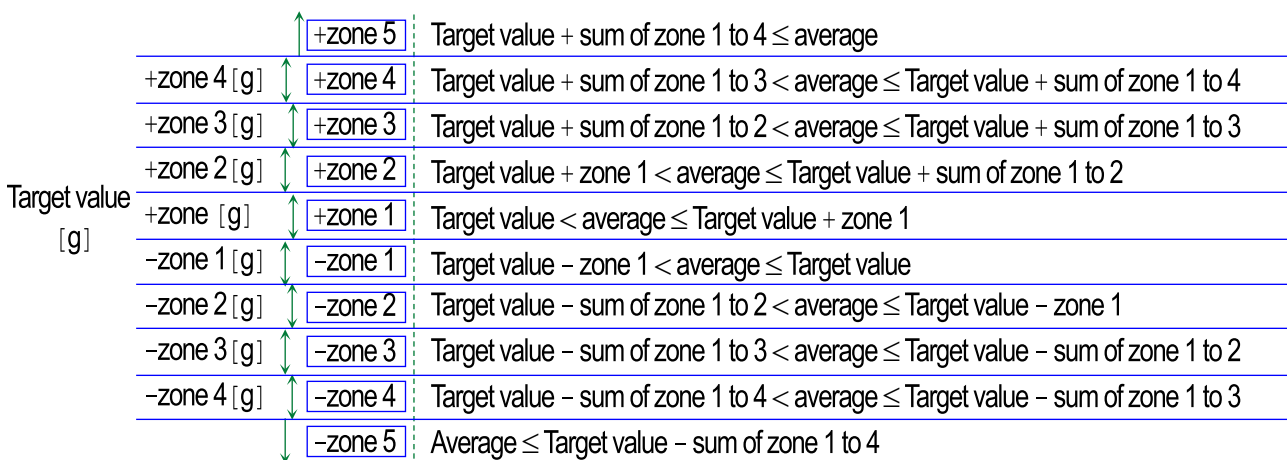 +zone 5 Target value + sum of zone 1 to 4 ≤ average
+zone 4 [g] +zone 4 Target value + sum of zone 1 to 3 < average ≤ Target value + sum of zone 1 to 4
+zone 3 [g] +zone 3 Target value + sum of zone 1 to 2 < average ≤ Target value + sum of zone 1 to 3
+zone 2 [g] +zone 2 Target value + zone 1 < average ≤ Target value + sum of zone 1 to 2
Target value
[g]
+zone [g] +zone 1 Target value < average ≤ Target value + zone 1
−zone 1 [g] −zone 1 Target value − zone 1 < average ≤ Target value
−zone 2 [g] −zone 2 Target value − sum of zone 1 to 2 < average ≤ Target value − zone 1
−zone 3 [g] −zone 3 Target value − sum of zone 1 to 3 < average ≤ Target value − sum of zone 1 to 2
−zone 4 [g] −zone 4 Target value − sum of zone 1 to 4 < average ≤ Target value − sum of zone 1 to 3
−zone 5 Average ≤ Target value − sum of zone 1 to 4